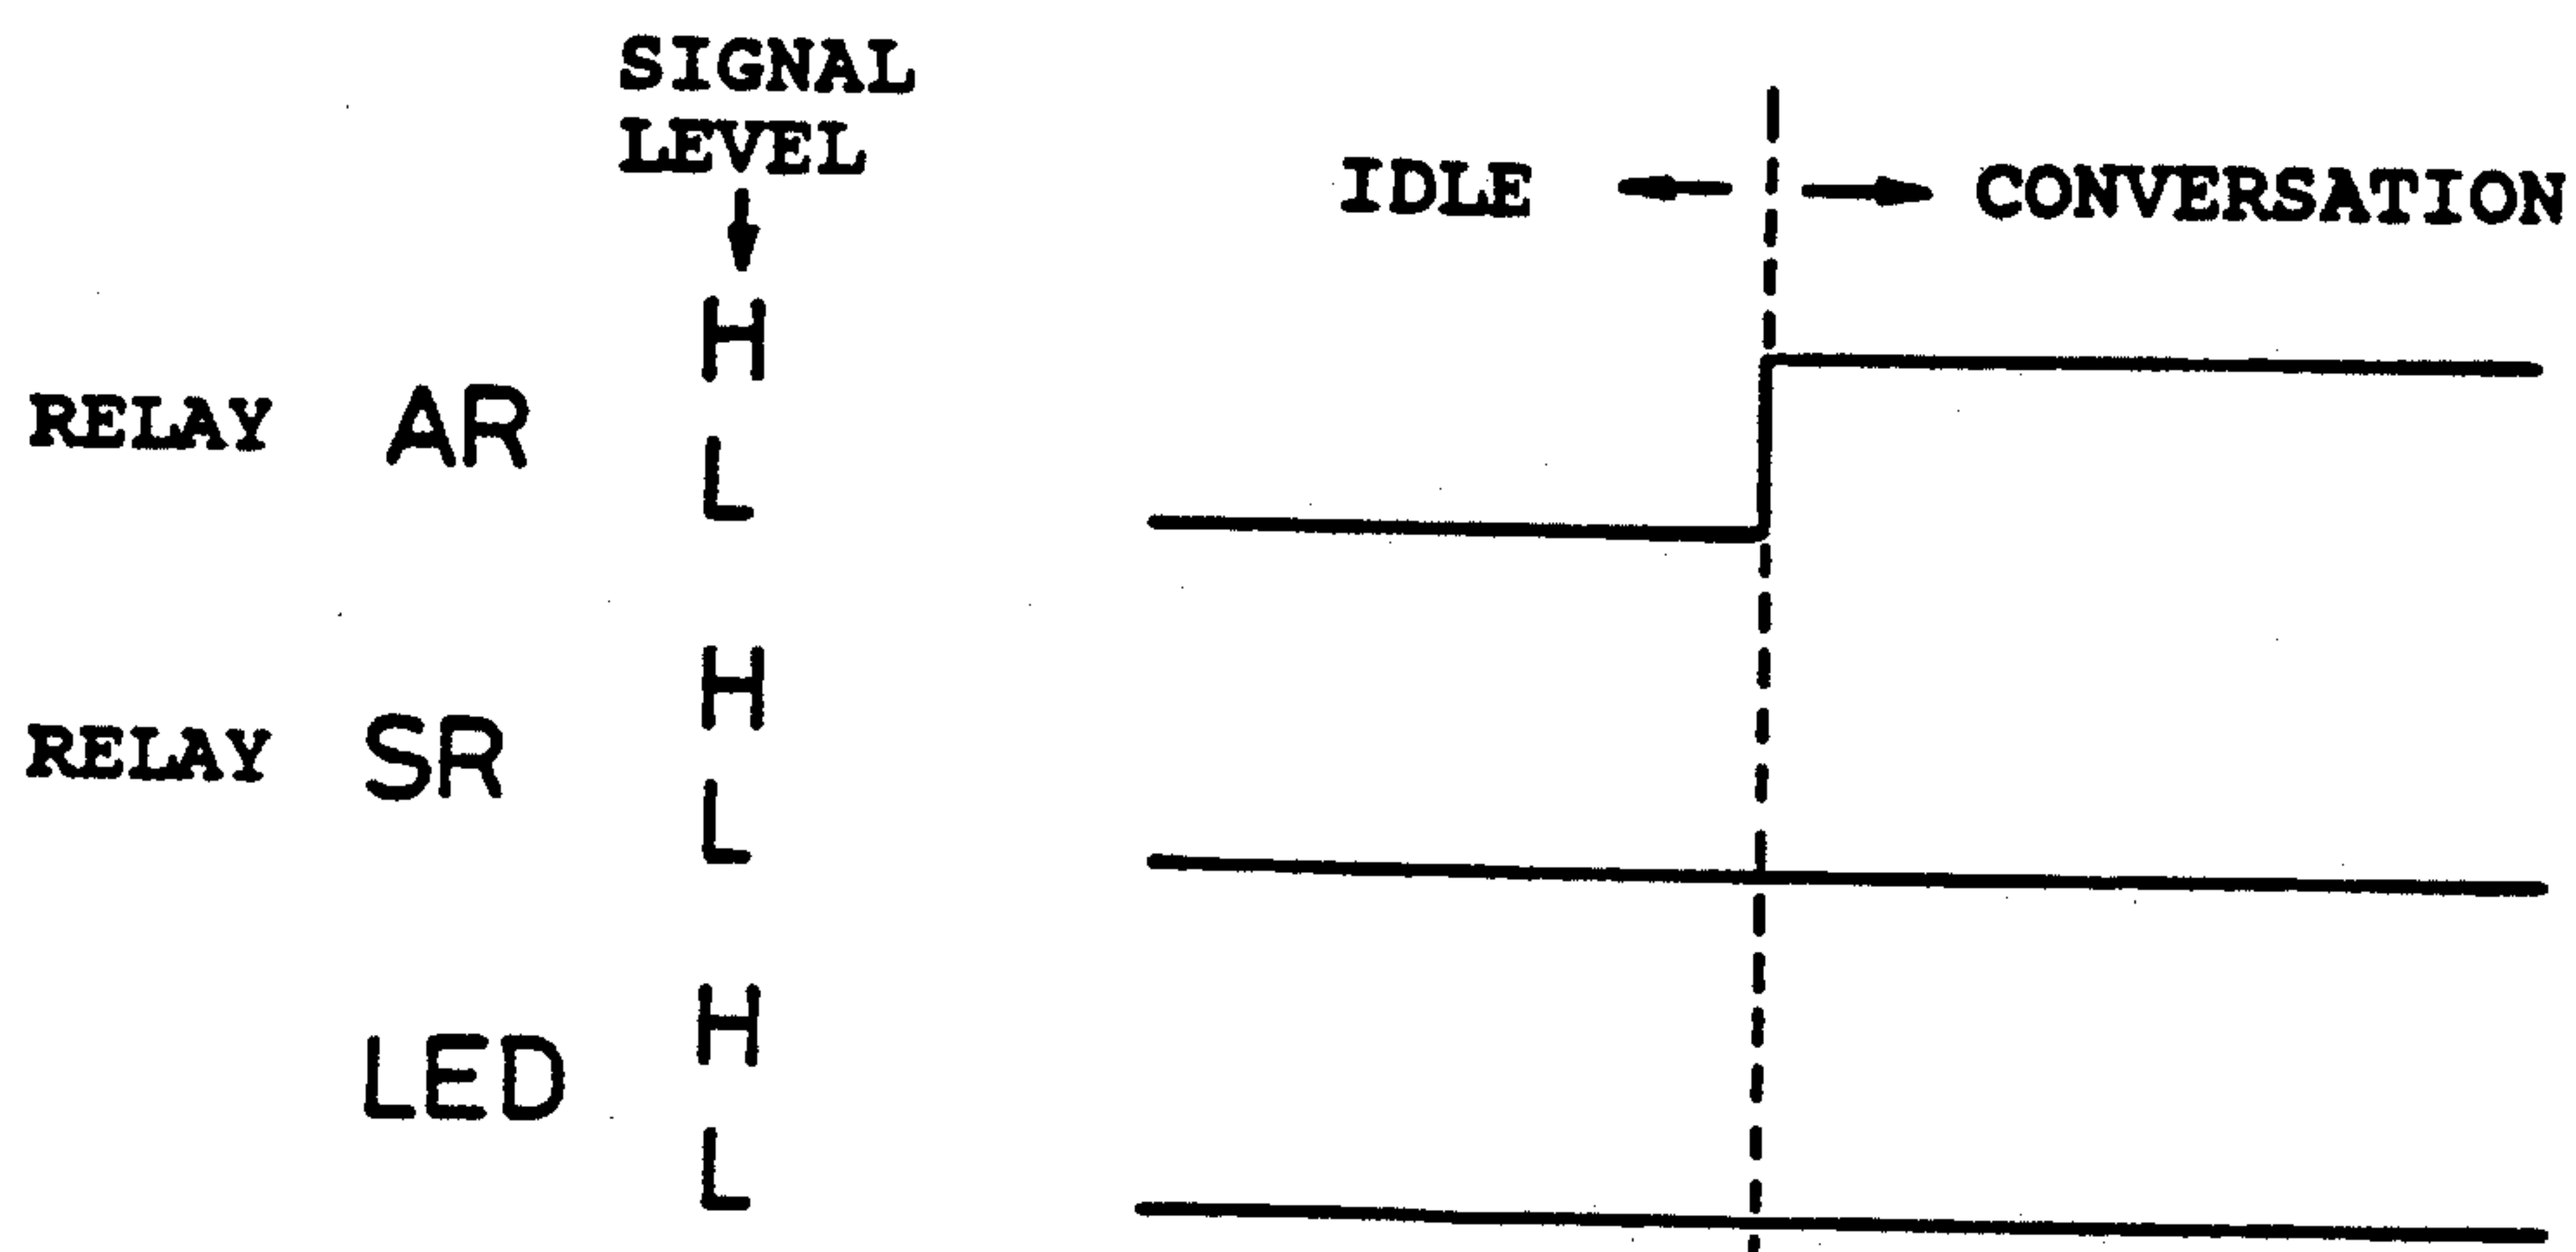 SIGNAL
LEVEL
IDLE CONVERSATION
H
RELAY AR
L
H
RELAY SR
L
H
LED
L